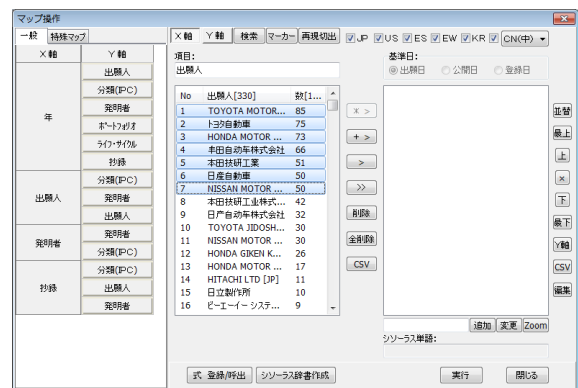 マップ操作
一般 特殊マップ
X 軸 Y 軸
年 出願人
分類(IPC)
発明者
ポートフォリオ
ライフ・サイクル
抄録
出願人 分類(IPC)
発明者
出願人
発明者 発明者
分類(IPC)
抄録 分類(IPC)
出願人
発明者
X 軸 Y 軸 検索 マーカー 再現切出 JP US ES EW KR CN(中)
項目:
出願人
基準日:
出願日 公開日 登録日
No 出願人[330] 数[1...
1 TOYOTA MOTOR... 85
2 トヨタ自動車 75
3 HONDA MOTOR ... 73
4 丰田自动车株式会社 66
5 本田技研工業 51
6 日産自動車 50
7 NISSAN MOTOR ... 50
8 本田技研工业株式... 42
9 日产自动车株式会社 32
10 TOYOTA JIDOSH... 30
11 NISSAN MOTOR ... 30
12 HONDA GIKEN K... 26
13 HONDA MOTOR ... 17
14 HITACHI LTD [JP] 11
15 日立製作所 10
16 ピーエーイー システ... 9
× >
+ >
>
>>
削除
全削除
CSV
並替
最上
上
×
下
最下
Y軸
CSV
編集
追加 変更 Zoom
シソーラス単語:
式 登録/呼出 シソーラス辞書作成 実行 閉じる